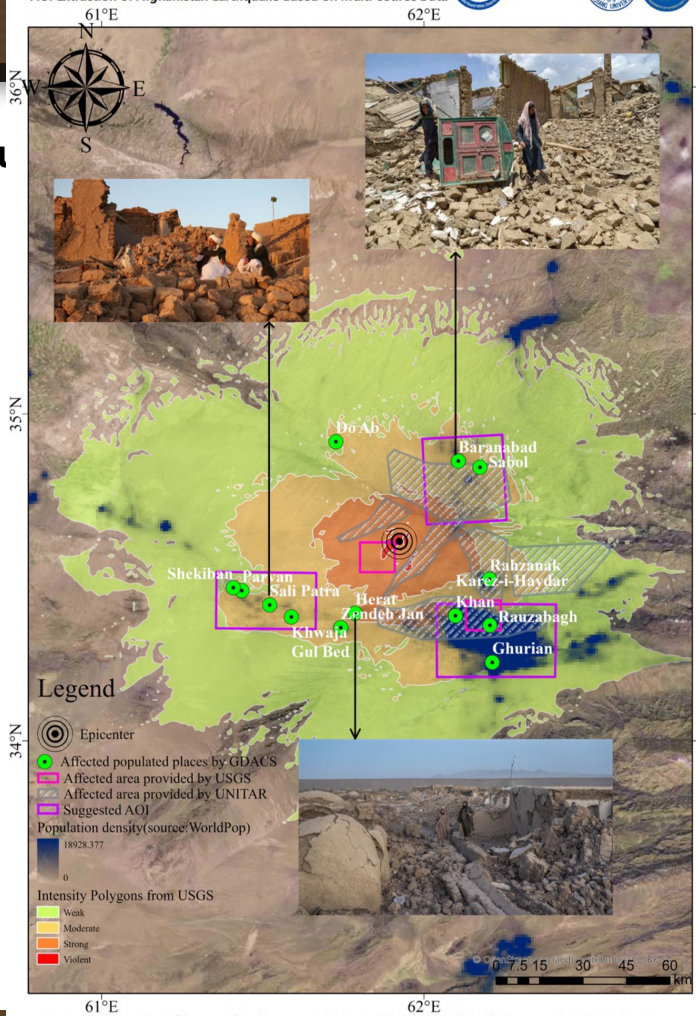 61°E
62°E
N
W
E
S
36°N
35°N
34°N
Do Ab
Baranabad
Sabol
Rahzanak
Karez-i-Haydar
Shekiban
Parvan
Sali Patra
Herat
Zendeh Jan
Khan
Rauzabagh
Khwaja
Gul Bed
Ghurian
Legend
Epicenter
Affected populated places by GDACS
Affected area provided by USGS
Affected area provided by UNITAR
Suggested AOI
Population density(source:WorldPop)
18928.377
0
Intensity Polygons from USGS
Weak
Moderate
Strong
Violent
0 7.5 15 30 45 60
km
61°E
62°E